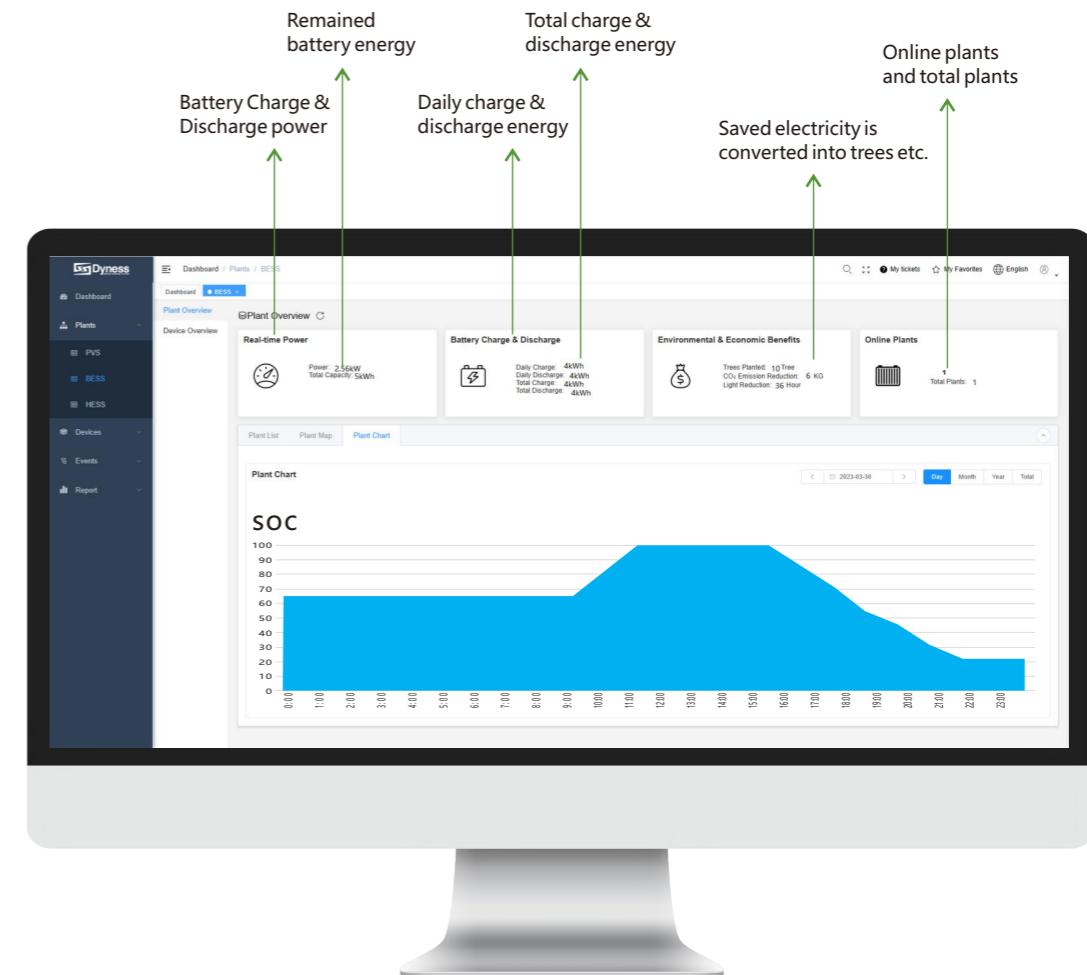 Remained
battery energy
Total charge &
discharge energy
Online plants
and total plants
Battery Charge &
Discharge power
Daily charge &
discharge energy
Saved electricity is
converted into trees etc.
Dyness
Dashboard / Plants / BESS
My tickets
My Favorites
English
Dashboard
Plants
PVS
BESS
HESS
Devices
Events
Report
Dashboard
BESS ×
Plant Overview
Device Overview
Plant Overview
Real-time Power
Power: 2.56kW
Total Capacity: 5kWh
Battery Charge & Discharge
Daily Charge: 4kWh
Daily Discharge: 4kWh
Total Charge: 4kWh
Total Discharge: 4kWh
Environmental & Economic Benefits
Trees Planted: 10 Tree
CO₂ Emission Reduction: 6 KG
Light Reduction: 36 Hour
Online Plants
1
Total Plants: 1
Plant List
Plant Map
Plant Chart
Plant Chart
2023-03-30
Day
Month
Year
Total
SOC
100
90
80
70
60
50
40
30
20
10
0
0:00
1:00
2:00
3:00
4:00
5:00
6:00
7:00
8:00
9:00
10:00
11:00
12:00
13:00
14:00
15:00
16:00
17:00
18:00
19:00
20:00
21:00
22:00
23:00